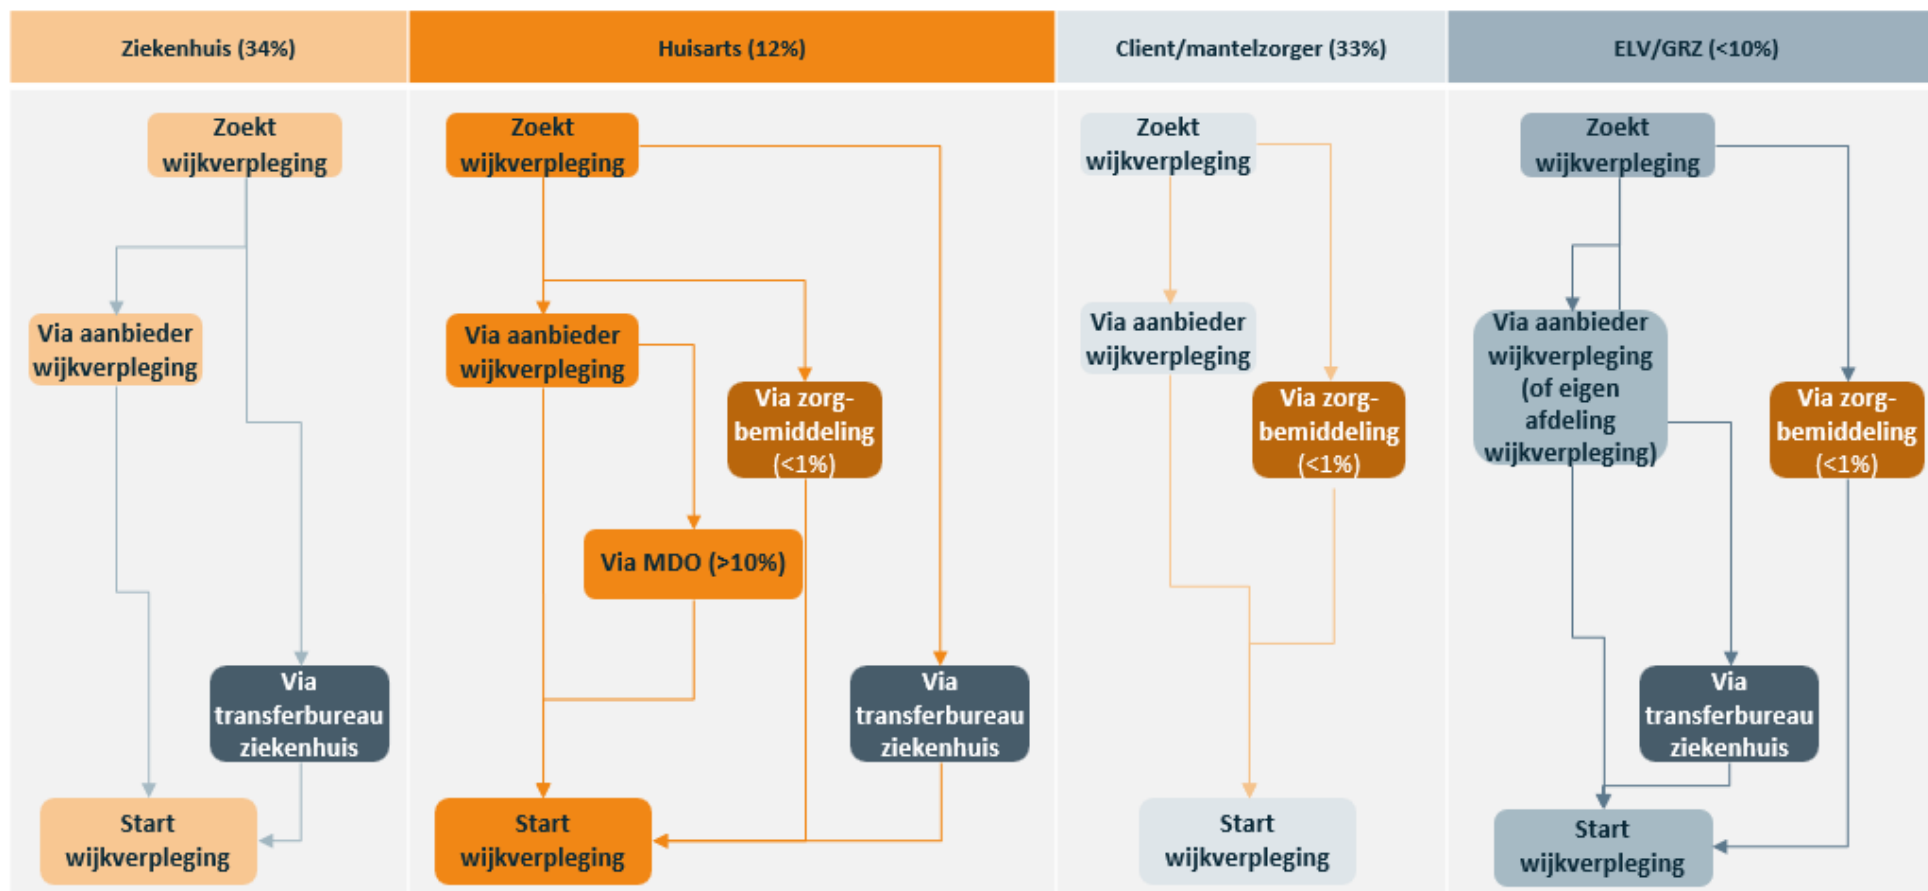 Ziekenhuis (34%)
Huisarts (12%)
Client/mantelzorger (33%)
ELV/GRZ (<10%)
Zoekt
wijkverpleging
Via aanbieder
wijkverpleging
Via
transferbureau
ziekenhuis
Start
wijkverpleging
Zoekt
wijkverpleging
Via aanbieder
wijkverpleging
Via zorg-
bemiddeling
(<1%)
Via MDO (>10%)
Via
transferbureau
ziekenhuis
Start
wijkverpleging
Zoekt
wijkverpleging
Via aanbieder
wijkverpleging
Via zorg-
bemiddeling
(<1%)
Start
wijkverpleging
Zoekt
wijkverpleging
Via aanbieder
wijkverpleging
(of eigen
afdeling
wijkverpleging)
Via zorg-
bemiddeling
(<1%)
Via
transferbureau
ziekenhuis
Start
wijkverpleging